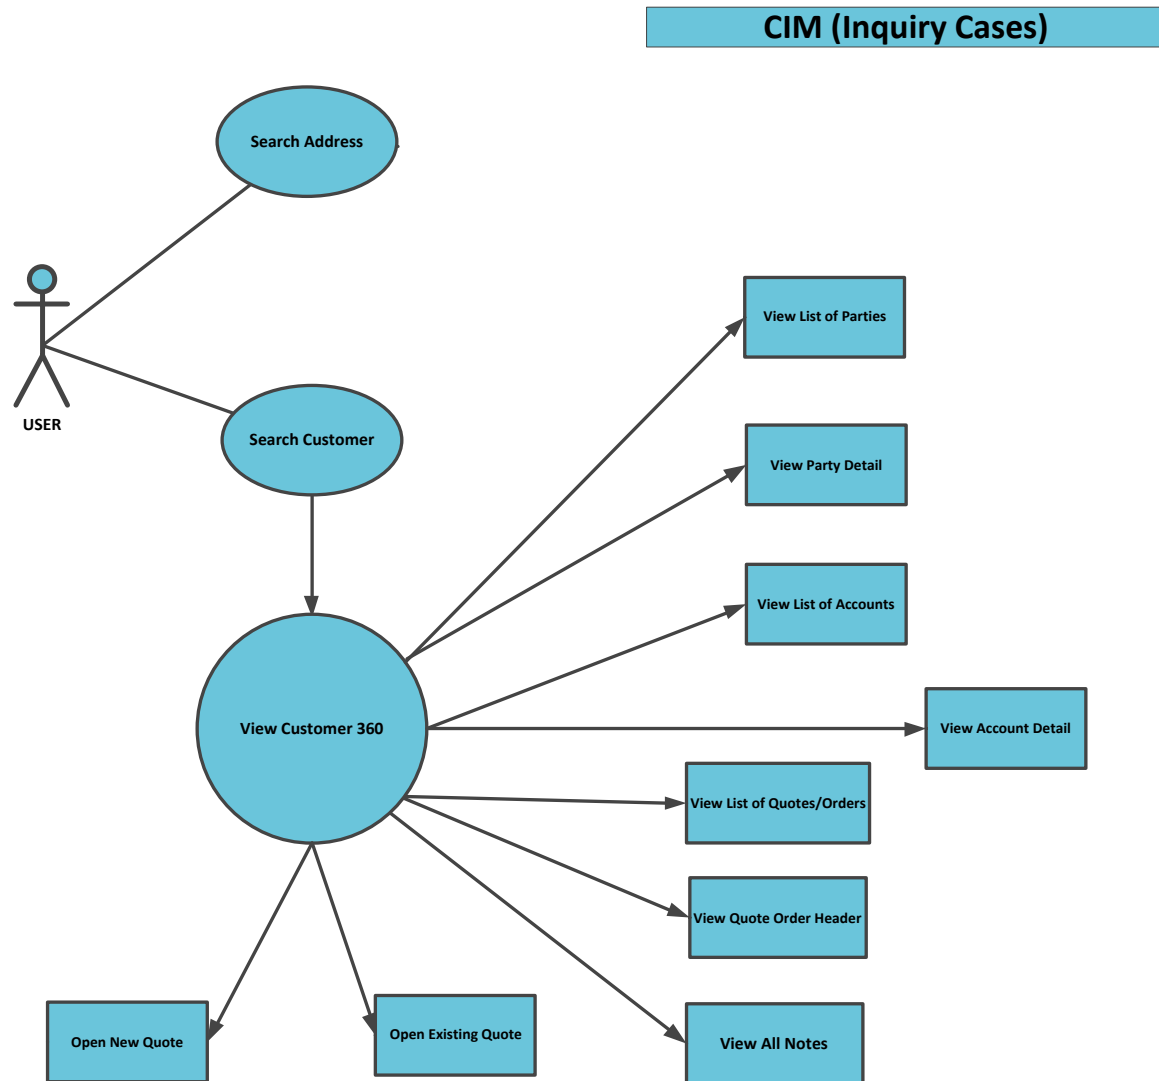 CIM (Inquiry Cases)
Search Address
USER
View List of Parties
Search Customer
View Party Detail
View List of Accounts
View Customer 360
View Account Detail
View List of Quotes/Orders
View Quote Order Header
Open New Quote
Open Existing Quote
View All Notes